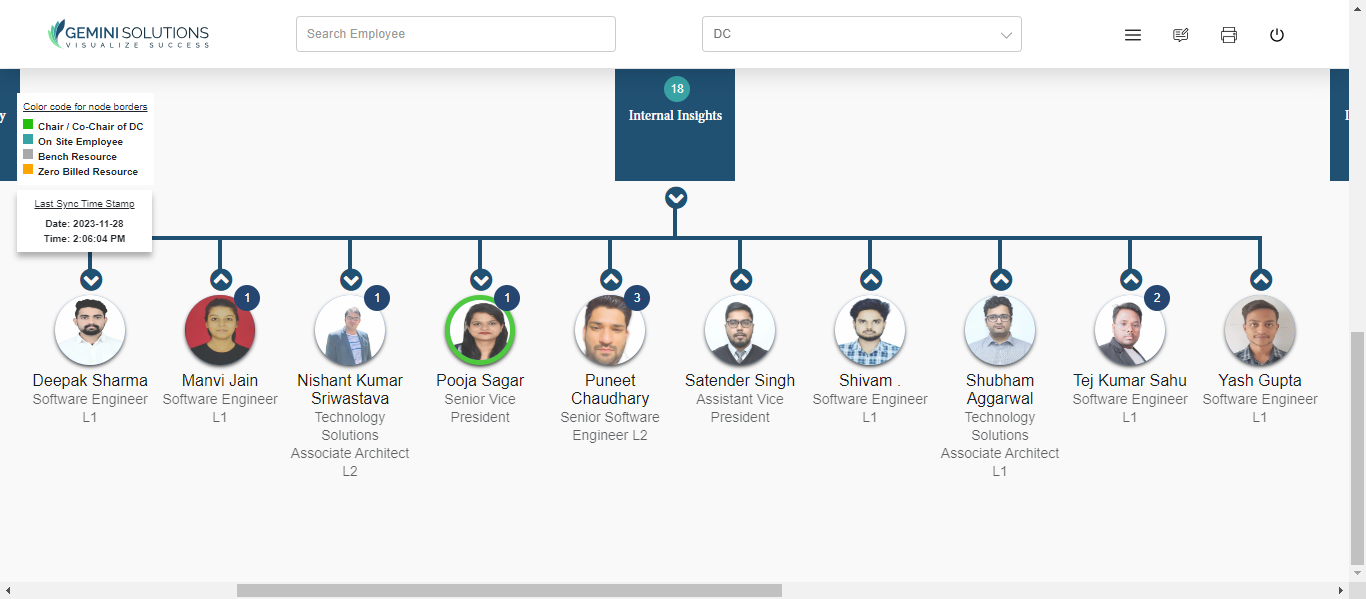 GEMINI SOLUTIONS
VISUALIZE SUCCESS
Search Employee
DC
y
18
Internal Insights
Color code for node borders
Chair / Co-Chair of DC
On Site Employee
Bench Resource
Zero Billed Resource
Last Sync Time Stamp
Date: 2023-11-28
Time: 2:06:04 PM
1
1
1
3
2
Deepak Sharma
Software Engineer
L1
Manvi Jain
Software Engineer
L1
Nishant Kumar
Sriwastava
Technology
Solutions
Associate Architect
L2
Pooja Sagar
Senior Vice
President
Puneet
Chaudhary
Senior Software
Engineer L2
Satender Singh
Assistant Vice
President
Shivam .
Software Engineer
L1
Shubham
Aggarwal
Technology
Solutions
Associate Architect
L1
Tej Kumar Sahu
Software Engineer
L1
Yash Gupta
Software Engineer
L1